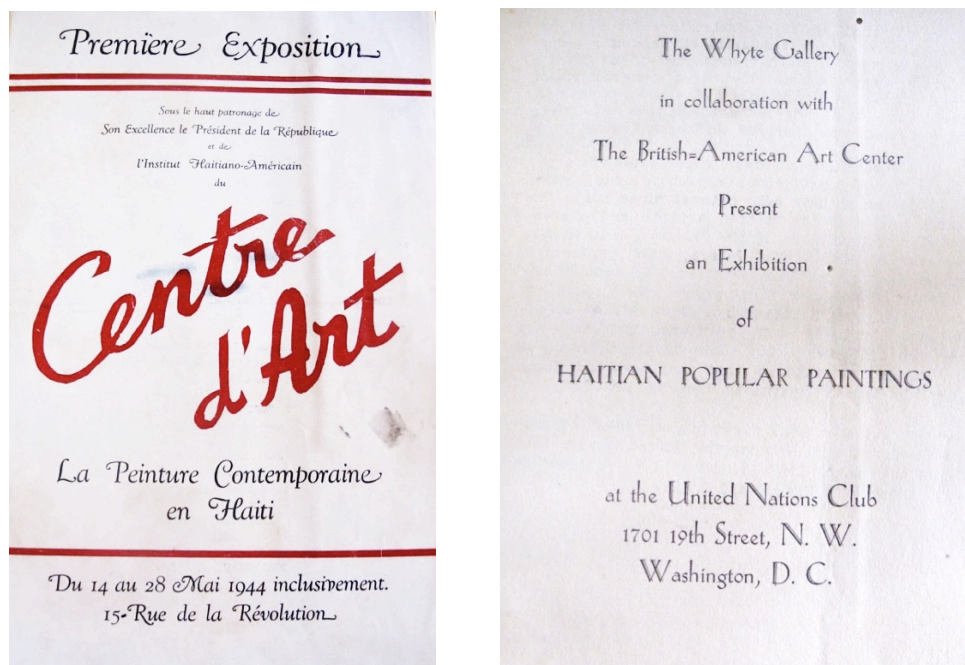 Premïere Exposition
Sous le haut patronage de
Son Excellence le Président de la République
et de
l'Institut Haitiano-Américain
du
Centre
d'Art
La Peinture Contemporaine
en Haiti
Du 14 au 28 Mai 1944 inclusivement.
15-Rue de la Révolution
The Whyte Gallery
in collaboration with
The British=American Art Center
Present
an Exhibition
of
HAITIAN POPULAR PAINTINGS
at the United Nations Club
1701 19th Street, N. W.
Washington, D. C.